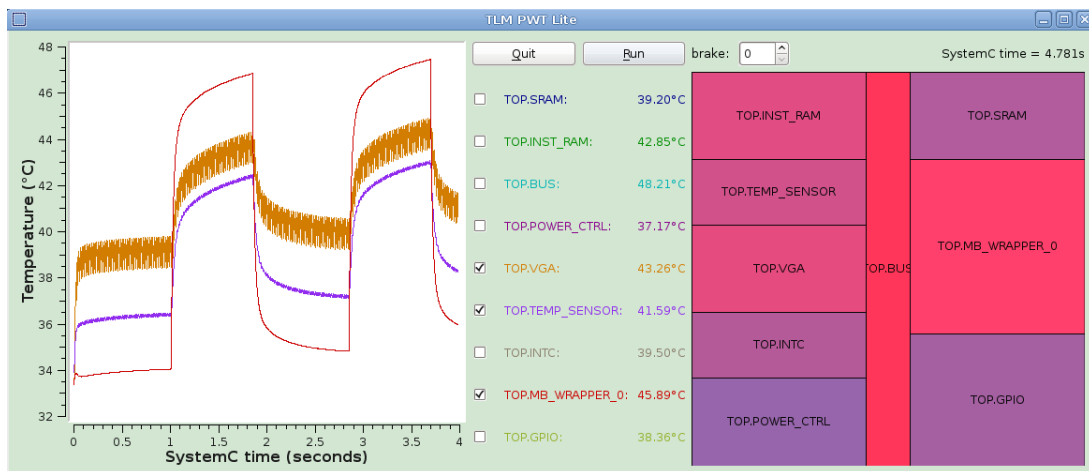 TLM PWT Lite
Quit
Run
brake: 0
SystemC time = 4.781s
Temperature (°C)
48
46
44
42
40
38
36
34
32
0 0.5 1 1.5 2 2.5 3 3.5 4
SystemC time (seconds)
TOP.SRAM: 39.20°C
TOP.INST_RAM: 42.85°C
TOP.BUS: 48.21°C
TOP.POWER_CTRL: 37.17°C
TOP.VGA: 43.26°C
TOP.TEMP_SENSOR: 41.59°C
TOP.INTC: 39.50°C
TOP.MB_WRAPPER_0: 45.89°C
TOP.GPIO: 38.36°C
TOP.INST_RAM
TOP.TEMP_SENSOR
TOP.VGA
TOP.INTC
TOP.POWER_CTRL
TOP.BUS
TOP.SRAM
TOP.MB_WRAPPER_0
TOP.GPIO